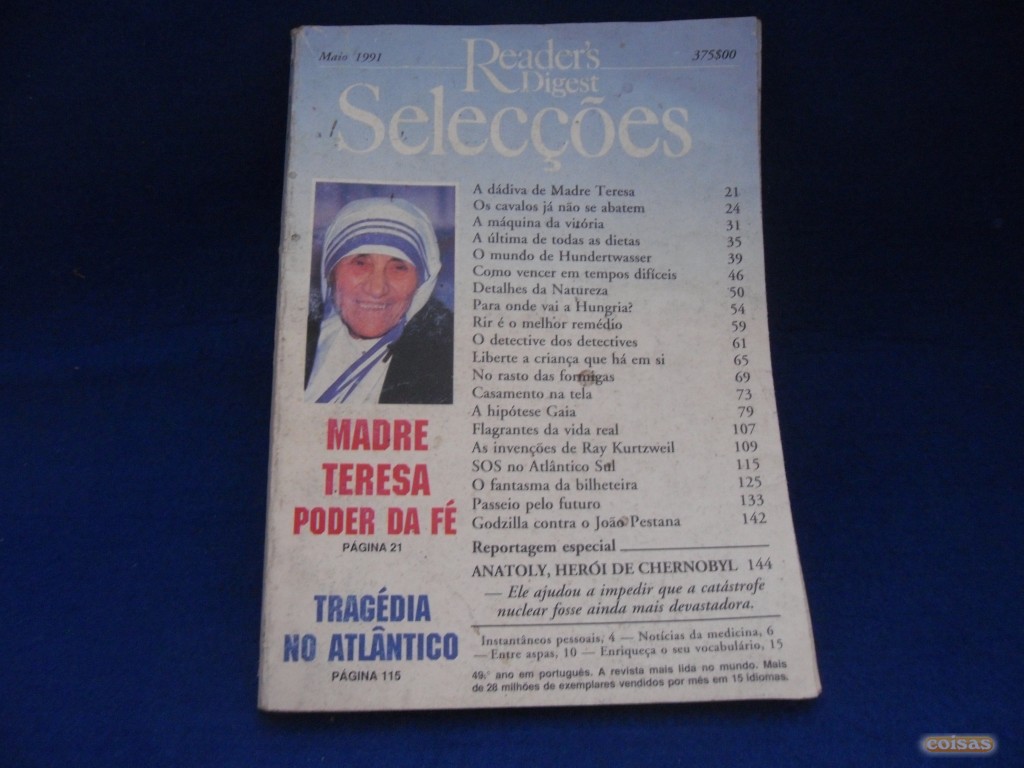 Maio 1991
Reader's Digest
375$00
Selecções
A dádiva de Madre Teresa 21
Os cavalos já não se abatem 24
A máquina da vitória 31
A última de todas as dietas 35
O mundo de Hundertwasser 39
Como vencer em tempos difíceis 46
Detalhes da Natureza 50
Para onde vai a Hungria? 54
Rir é o melhor remédio 59
O detective dos detectives 61
Liberte a criança que há em si 65
No rasto das formigas 69
Casamento na tela 73
A hipótese Gaia 79
Flagrantes da vida real 107
As invenções de Ray Kurtzweil 109
SOS no Atlântico Sul 115
O fantasma da bilheteira 125
Passeio pelo futuro 133
Godzilla contra o João Pestana 142
Reportagem especial
ANATOLY, HERÓI DE CHERNOBYL 144
— Ele ajudou a impedir que a catástrofe
nuclear fosse ainda mais devastadora.
Instantâneos pessoais, 4 — Notícias da medicina, 6
—Entre aspas, 10 — Enriqueça o seu vocabulário, 15
49.º ano em português. A revista mais lida no mundo. Mais
de 28 milhões de exemplares vendidos por mês em 15 idiomas.
MADRE
TERESA
PODER DA FÉ
PÁGINA 21
TRAGÉDIA
NO ATLÂNTICO
PÁGINA 115
coisas